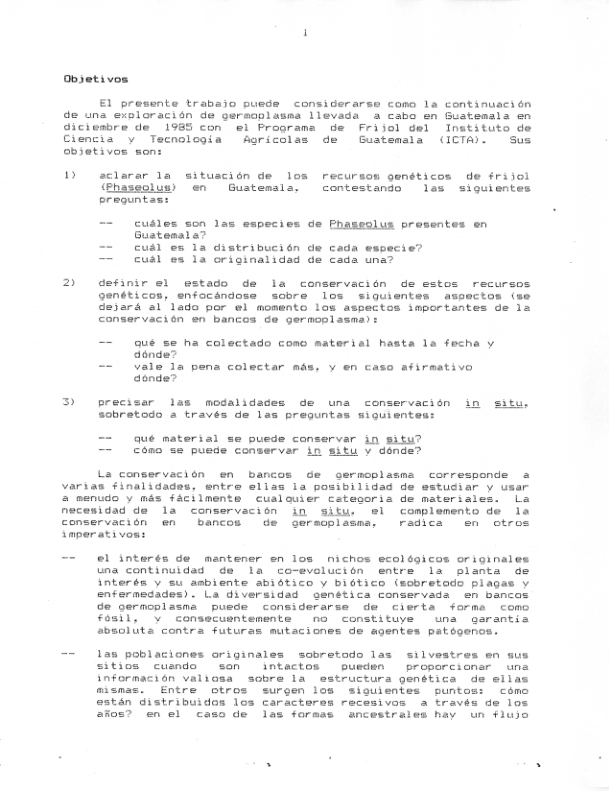 1
Objetivos
El presente trabajo puede considerarse como la continuación
de una exploración de germoplasma llevada a cabo en Guatemala en
diciembre de 1985 con el Programa de Frijol del Instituto de
Ciencia y Tecnología Agrícolas de Guatemala (ICTA). Sus
objetivos son:
1) aclarar la situación de los recursos genéticos de frijol
(Phaseolus) en Guatemala, contestando las siguientes
preguntas:
-- cuáles son las especies de Phaseolus presentes en
Guatemala?
-- cuál es la distribución de cada especie?
-- cuál es la originalidad de cada una?
2) definir el estado de la conservación de estos recursos
genéticos, enfocándose sobre los siguientes aspectos (se
dejará al lado por el momento los aspectos importantes de la
conservación en bancos de germoplasma):
-- qué se ha colectado como material hasta la fecha y
dónde?
-- vale la pena colectar más, y en caso afirmativo
dónde?
3) precisar las modalidades de una conservación in situ,
sobretodo a través de las preguntas siguientes:
-- qué material se puede conservar in situ?
-- cómo se puede conservar in situ y dónde?
La conservación en bancos de germoplasma corresponde a
varias finalidades, entre ellas la posibilidad de estudiar y usar
a menudo y más fácilmente cualquier categoria de materiales. La
necesidad de la conservación in situ, el complemento de la
conservación en bancos de germoplasma, radica en otros
imperativos:
-- el interés de mantener en los nichos ecológicos originales
una continuidad de la co-evolución entre la planta de
interés y su ambiente abiótico y biótico (sobretodo plagas y
enfermedades). La diversidad genética conservada en bancos
de germoplasma puede considerarse de cierta forma como
fósil, y consecuentemente no constituye una garantía
absoluta contra futuras mutaciones de agentes patógenos.
-- las poblaciones originales sobretodo las silvestres en sus
sitios cuando son intactos pueden proporcionar una
información valiosa sobre la estructura genética de ellas
mismas. Entre otros surgen los siguientes puntos: cómo
están distribuidos los caracteres recesivos a través de los
años? en el caso de las formas ancestrales hay un flujo